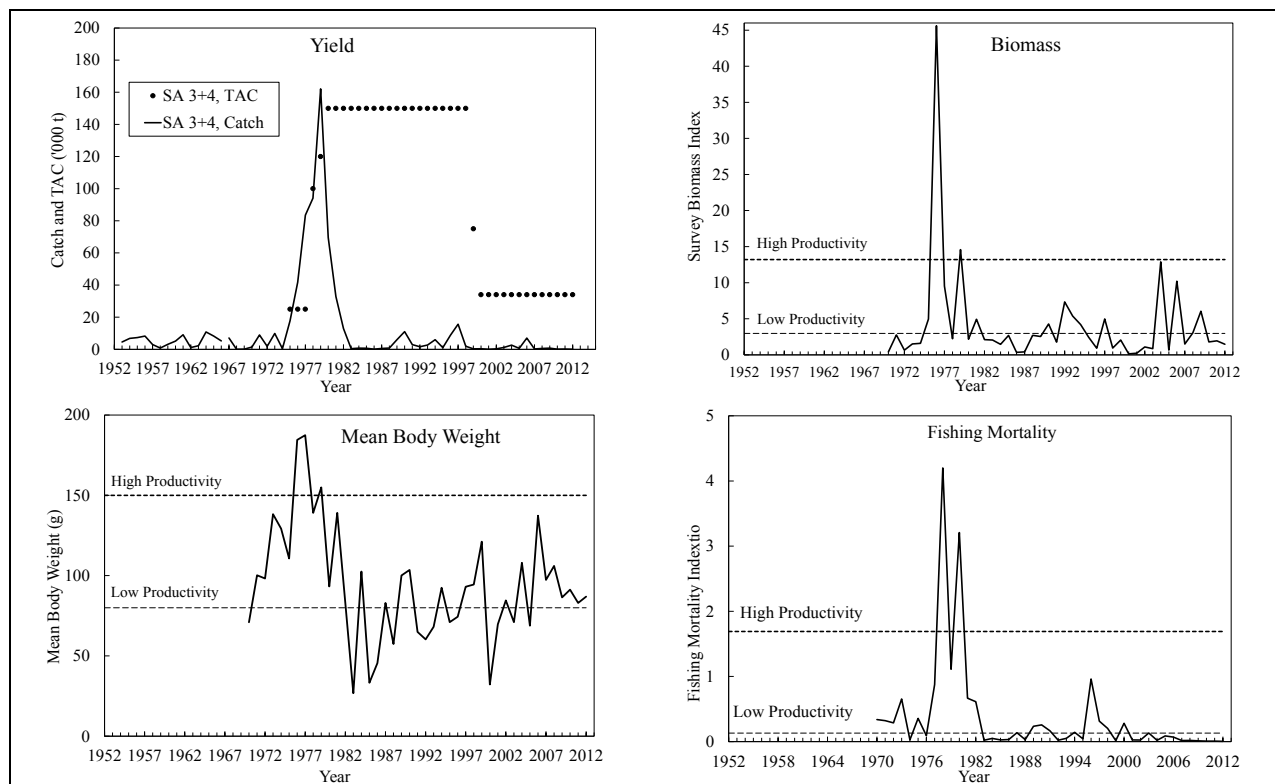 Yield
200
180
160
140
120
100
80
60
40
20
0
Catch and TAC ('000 t)
SA 3+4, TAC
SA 3+4, Catch
1952 1957 1962 1967 1972 1977 1982 1987 1992 1997 2002 2007 2012
Year
Biomass
45
40
35
30
25
20
15
10
5
0
Survey Biomass Index
High Productivity
Low Productivity
1952 1957 1962 1967 1972 1977 1982 1987 1992 1997 2002 2007 2012
Year
Mean Body Weight
200
150
100
50
0
Mean Body Weight (g)
High Productivity
Low Productivity
1952 1957 1962 1967 1972 1977 1982 1987 1992 1997 2002 2007 2012
Year
Fishing Mortality
5
4
3
2
1
0
Fishing Mortality Indextio
High Productivity
Low Productivity
1952 1958 1964 1970 1976 1982 1988 1994 2000 2006 2012
Year